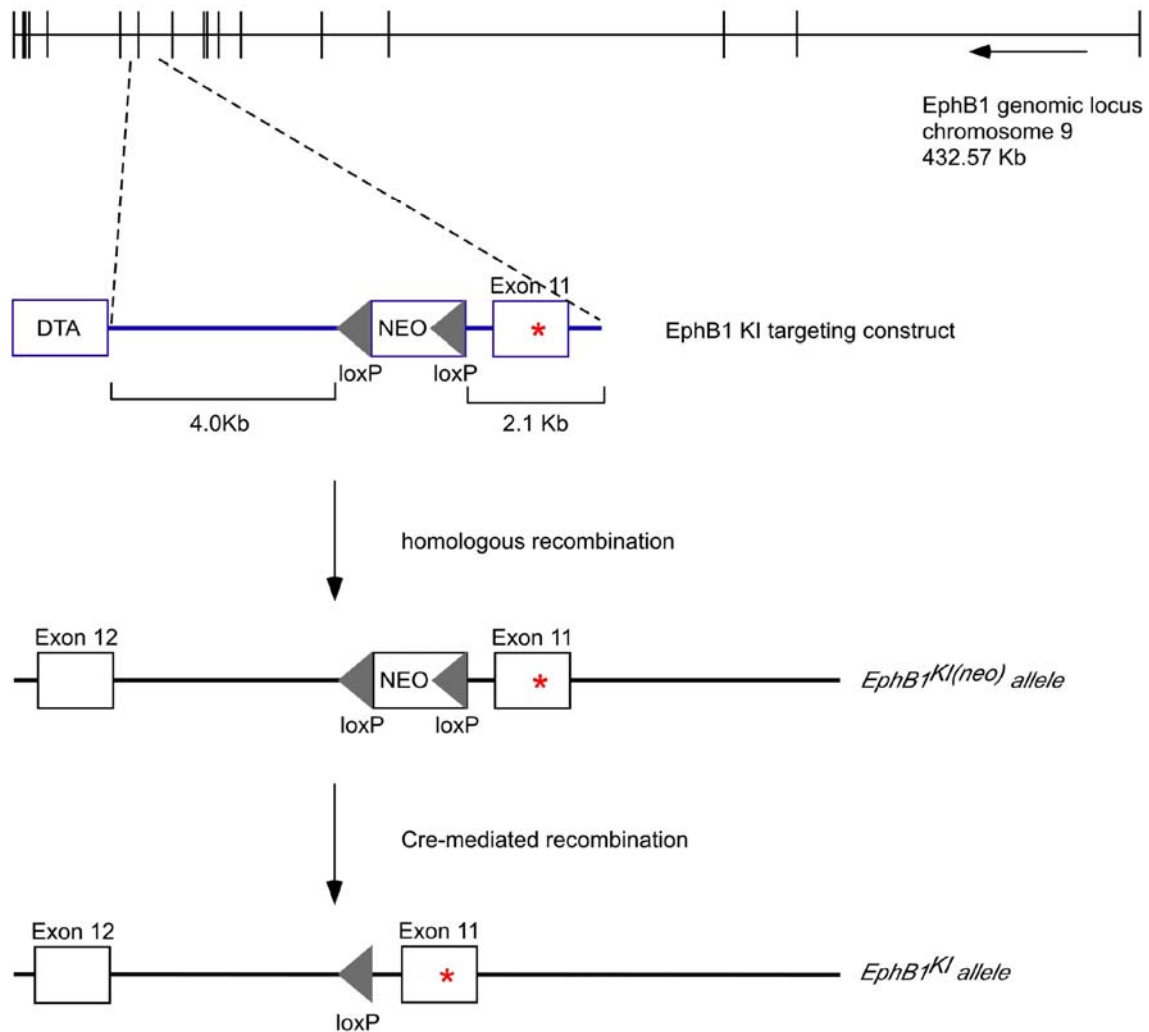 EphB1 genomic locus
chromosome 9
432.57 Kb
Exon 11
DTA
NEO
*
EphB1 KI targeting construct
loxP
loxP
4.0Kb
2.1 Kb
homologous recombination
Exon 12
Exon 11
NEO
*
EphB1KI(neo) allele
loxP
loxP
Cre-mediated recombination
Exon 12
Exon 11
*
EphB1KI allele
loxP